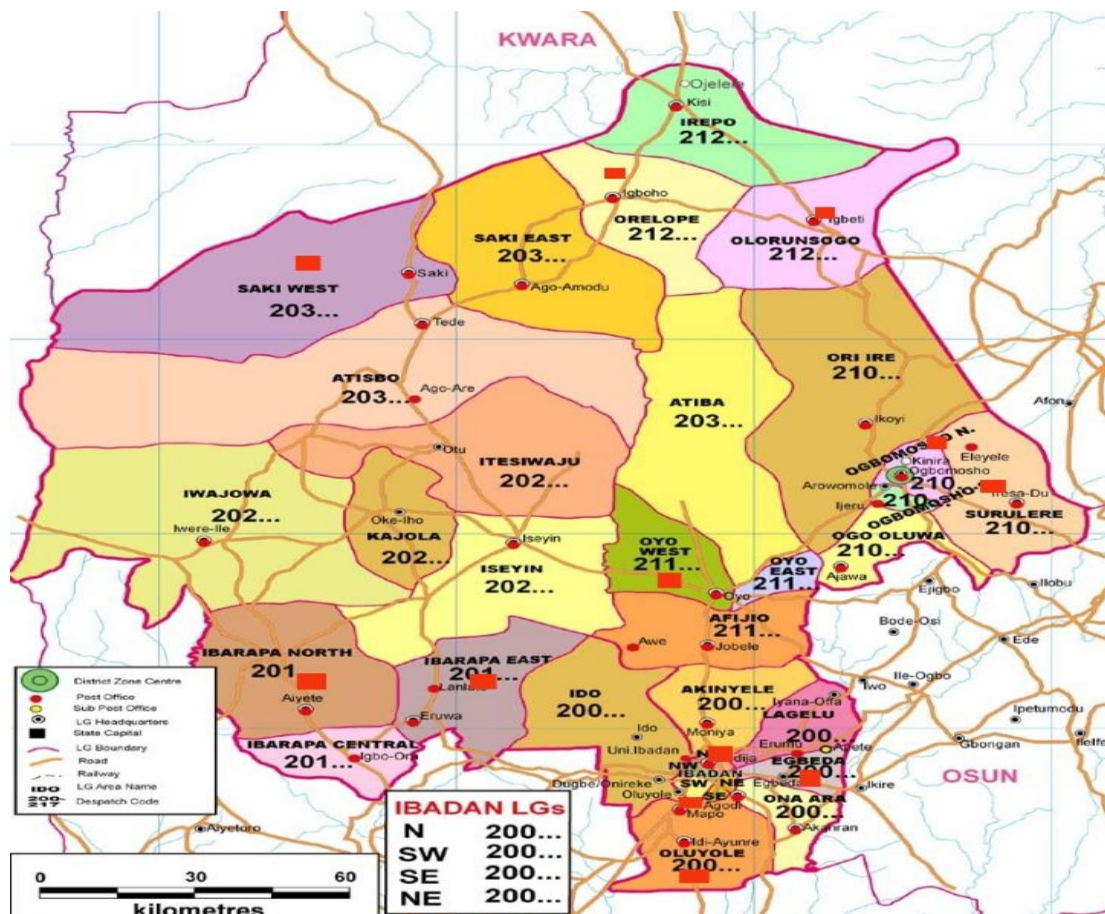 KWARA
Ojelele
Kisi
IREPO
212...
Igboho
ORELOPE
212...
Igbeti
OLORUNSOGO
212...
SAKI EAST
203...
Ago-Amodu
Saki
SAKI WEST
203...
Tede
ATISBO
203...
Ago-Are
ORI IRE
210...
Ikoyi
Afon
ATIBA
203...
Otu
ITESIWAJU
202...
OGBOMOSHO N.
Kinira
Ogbomosho
210
Eleyele
Arowomole
210
OGBOMOSHO
Ijeru
SURULERE
210...
IWAJOWA
202...
Iwere-Ile
Oke-Iho
KAJOLA
202...
Iseyin
ISEYIN
202...
OYO
WEST
211...
Oyo
OYO
EAST
211...
OGO OLUWA
210...
Ajawa
Ejigbo
Ilobu
AFIJIO
211...
Awe
Jobele
Bode-Osi
Ede
IBARAPA NORTH
201
Aiyete
IBARAPA EAST
201...
Eruwa
IDO
200...
Ido
Uni.Ibadan
AKINYELE
200...
Moniya
Iyana-Offa
LAGELU
200...
Iwo
Ile-Ogbo
Ipetumodu
Gbongan
IBARAPA CENTRAL
201...
Igbo-Ora
Erumu
Apete
EGBEDA
200...
N
NW
IBADAN
SW
NE
SE
Dugbe/Onireke
Oluyole
Agodi
Mapo
ONA ARA
200...
Akanran
Ikire
OSUN
Idi-Ayunre
OLUYOLE
200...
Aiyetoro
District Zone Centre
Post Office
Sub Post Office
LG Headquarters
State Capital
LG Boundary
Road
Railway
IDO LG Area Name
200-217 Despatch Code
IBADAN LGs
N 200...
SW 200...
SE 200...
NE 200...
0 30 60
kilometres